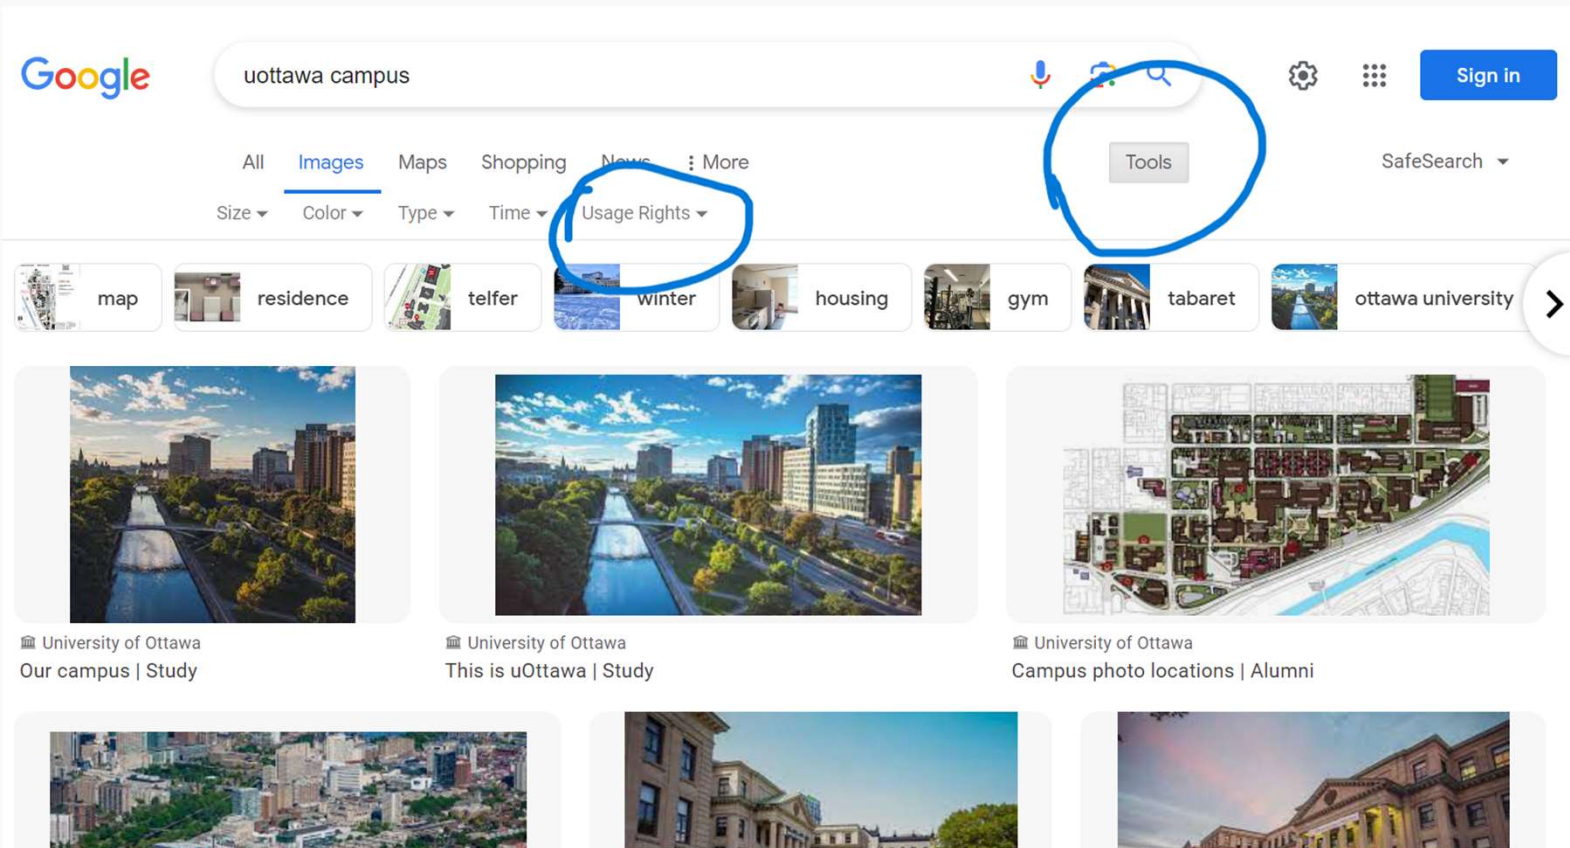 Google
uottawa campus
Sign in
All Images Maps Shopping News More Tools SafeSearch
Size Color Type Time Usage Rights
map residence telfer winter housing gym tabaret ottawa university
University of Ottawa
Our campus | Study
University of Ottawa
This is uOttawa | Study
University of Ottawa
Campus photo locations | Alumni